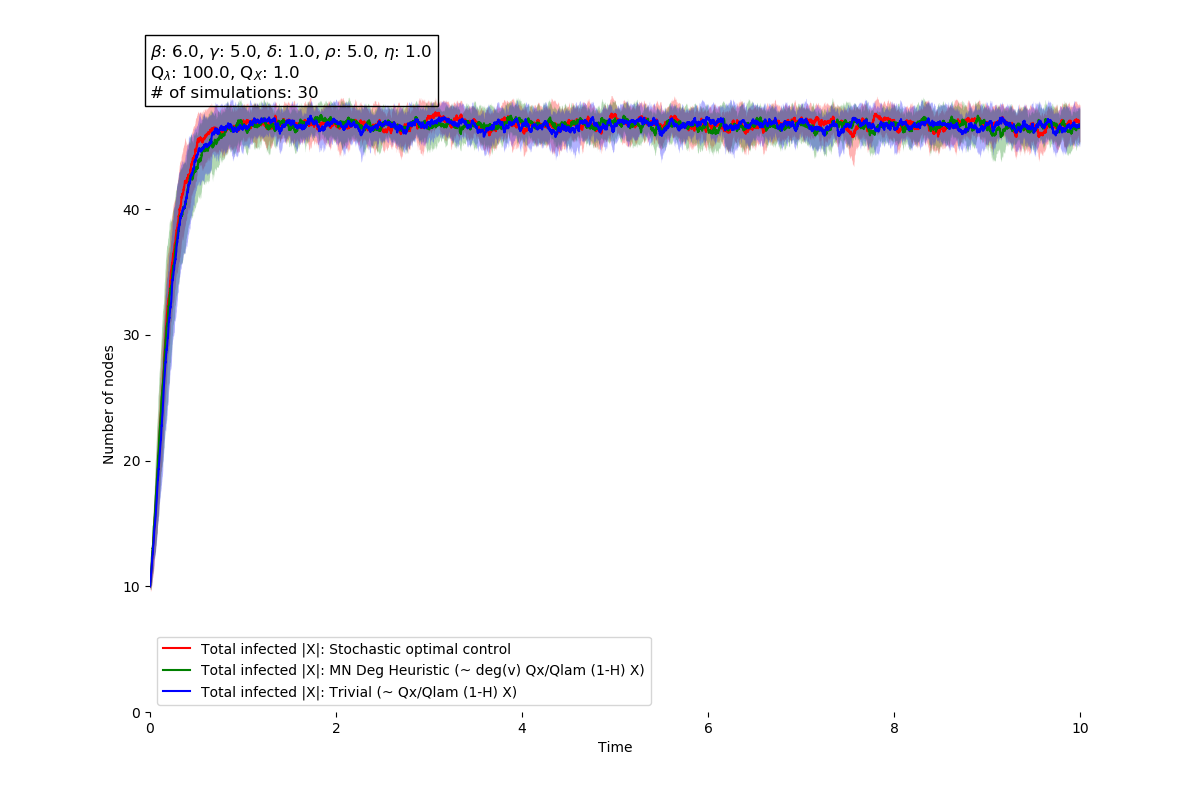 β: 6.0, γ: 5.0, δ: 1.0, ρ: 5.0, η: 1.0
Qλ: 100.0, QX: 1.0
# of simulations: 30
40
30
20
10
0
Number of nodes
Total infected |X|: Stochastic optimal control
Total infected |X|: MN Deg Heuristic (~ deg(v) Qx/Qlam (1-H) X)
Total infected |X|: Trivial (~ Qx/Qlam (1-H) X)
0 2 4 6 8 10
Time